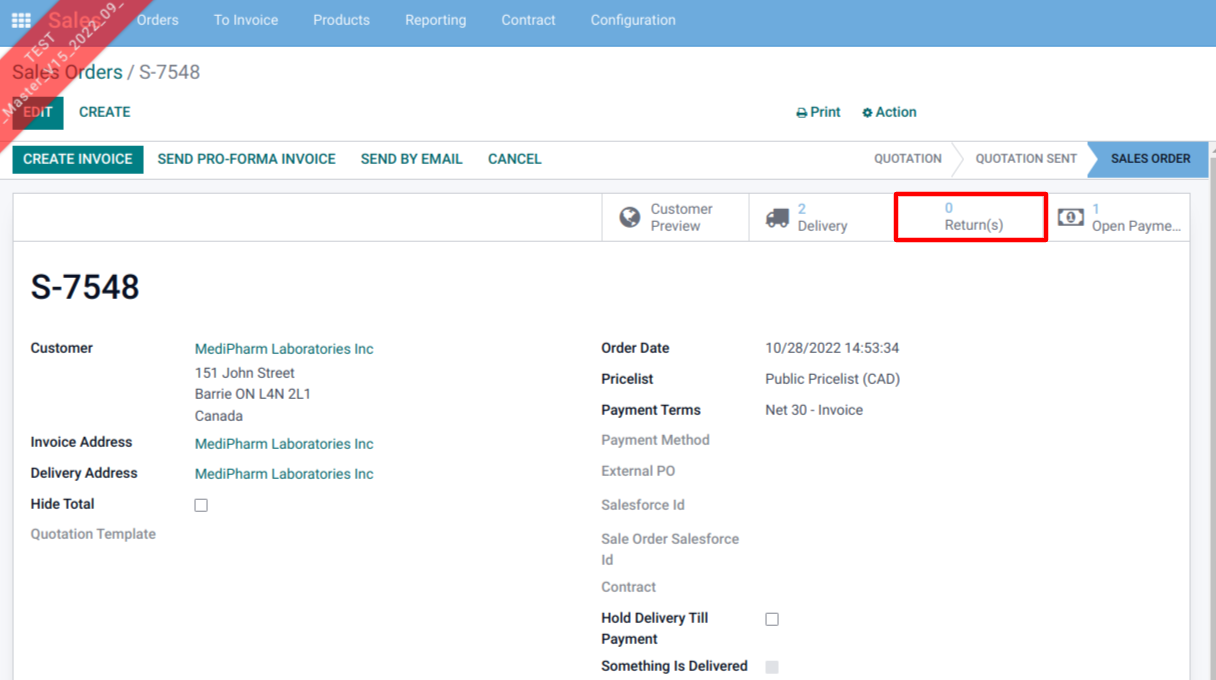 Sales Orders To Invoice Products Reporting Contract Configuration
TEST
_Master_V15_2022_09_
Sales Orders / S-7548
EDIT CREATE Print Action
CREATE INVOICE SEND PRO-FORMA INVOICE SEND BY EMAIL CANCEL QUOTATION QUOTATION SENT SALES ORDER
Customer Preview
2 Delivery
0 Return(s)
1 Open Payme...
S-7548
Customer MediPharm Laboratories Inc
151 John Street
Barrie ON L4N 2L1
Canada
Invoice Address MediPharm Laboratories Inc
Delivery Address MediPharm Laboratories Inc
Hide Total
Quotation Template
Order Date 10/28/2022 14:53:34
Pricelist Public Pricelist (CAD)
Payment Terms Net 30 - Invoice
Payment Method
External PO
Salesforce Id
Sale Order Salesforce
Id
Contract
Hold Delivery Till
Payment
Something Is Delivered